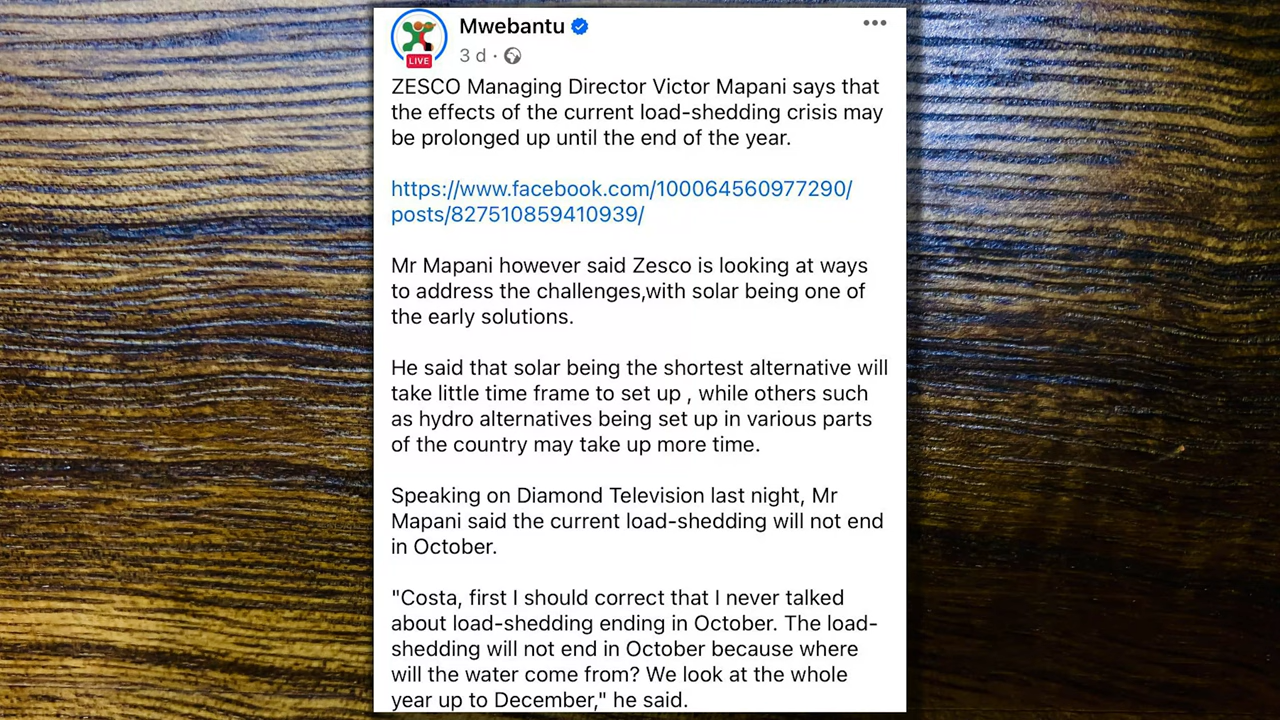 Mwebantu
LIVE
3 d ·
ZESCO Managing Director Victor Mapani says that
the effects of the current load-shedding crisis may
be prolonged up until the end of the year.
https://www.facebook.com/100064560977290/
posts/827510859410939/
Mr Mapani however said Zesco is looking at ways
to address the challenges,with solar being one of
the early solutions.
He said that solar being the shortest alternative will
take little time frame to set up , while others such
as hydro alternatives being set up in various parts
of the country may take up more time.
Speaking on Diamond Television last night, Mr
Mapani said the current load-shedding will not end
in October.
"Costa, first I should correct that I never talked
about load-shedding ending in October. The load-
shedding will not end in October because where
will the water come from? We look at the whole
year up to December," he said.